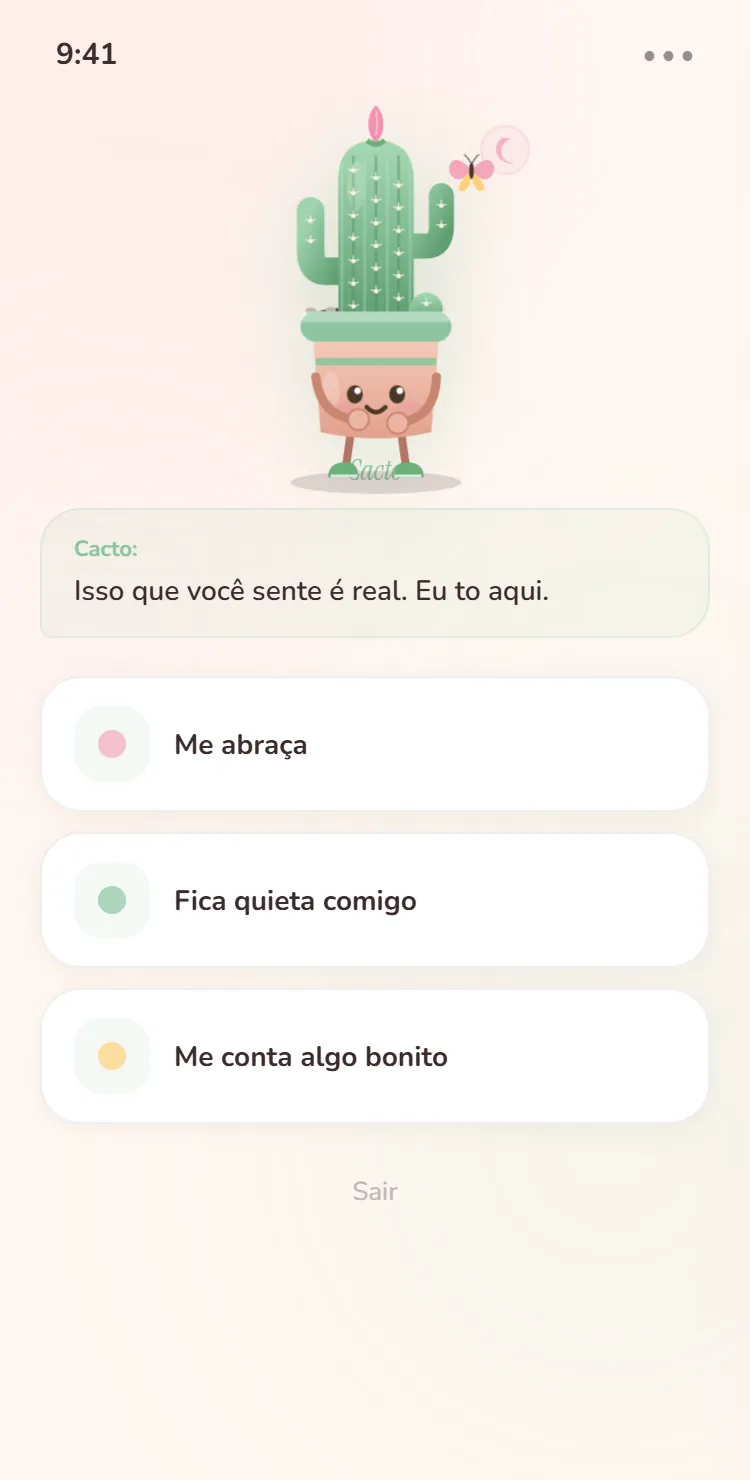 9:41
Cacto:
Isso que você sente é real. Eu to aqui.
Me abraça
Fica quieta comigo
Me conta algo bonito
Sair